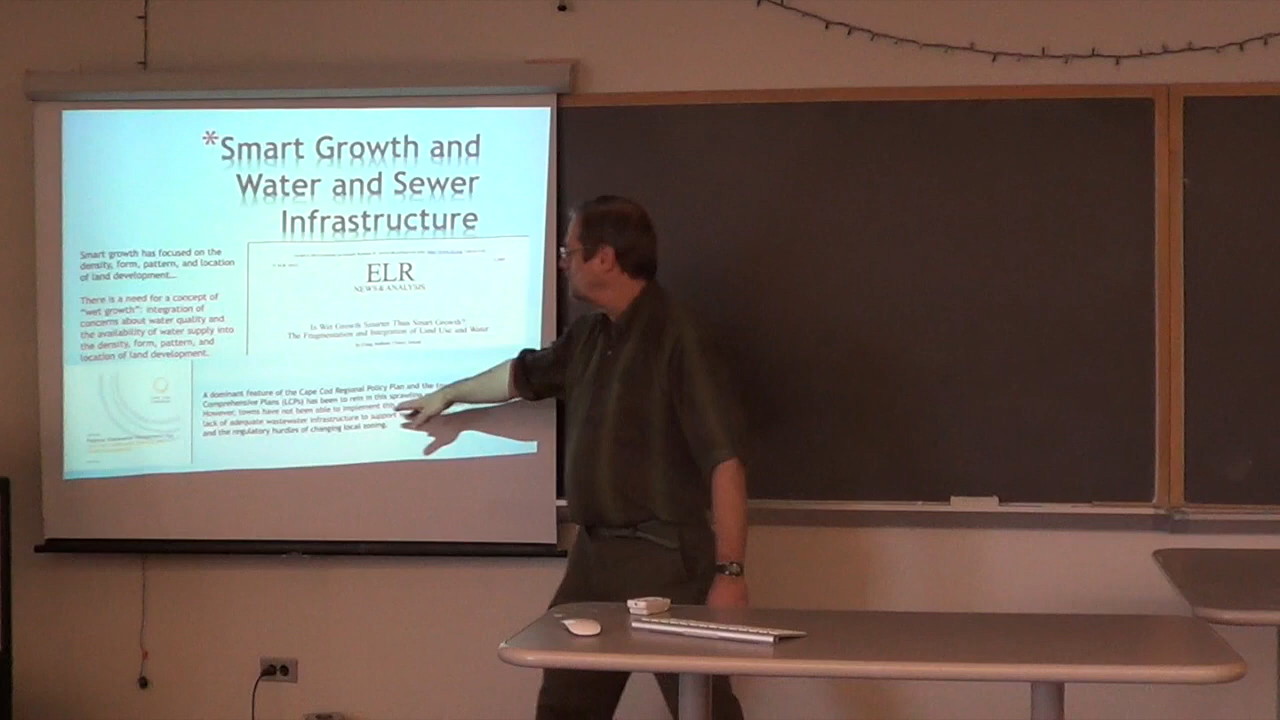 *Smart Growth and
Water and Sewer
Infrastructure
Smart growth has focused on the
density, form, pattern, and location
of land development...
There is a need for a concept of
"wet growth": integration of
concerns about water quality and
the availability of water supply into
the density, form, pattern, and
location of land development.
ELR
NEWS & ANALYSIS
Is Wet Growth Smarter Than Smart Growth?
The Fragmentation and Integration of Land Use and Water
A dominant feature of the Cape Cod Regional Policy Plan and the
Comprehensive Plans (LCPs) has been to rein in this sprawling
However, towns have not been able to implement this
lack of adequate wastewater infrastructure to support
and the regulatory hurdles of changing local zoning.